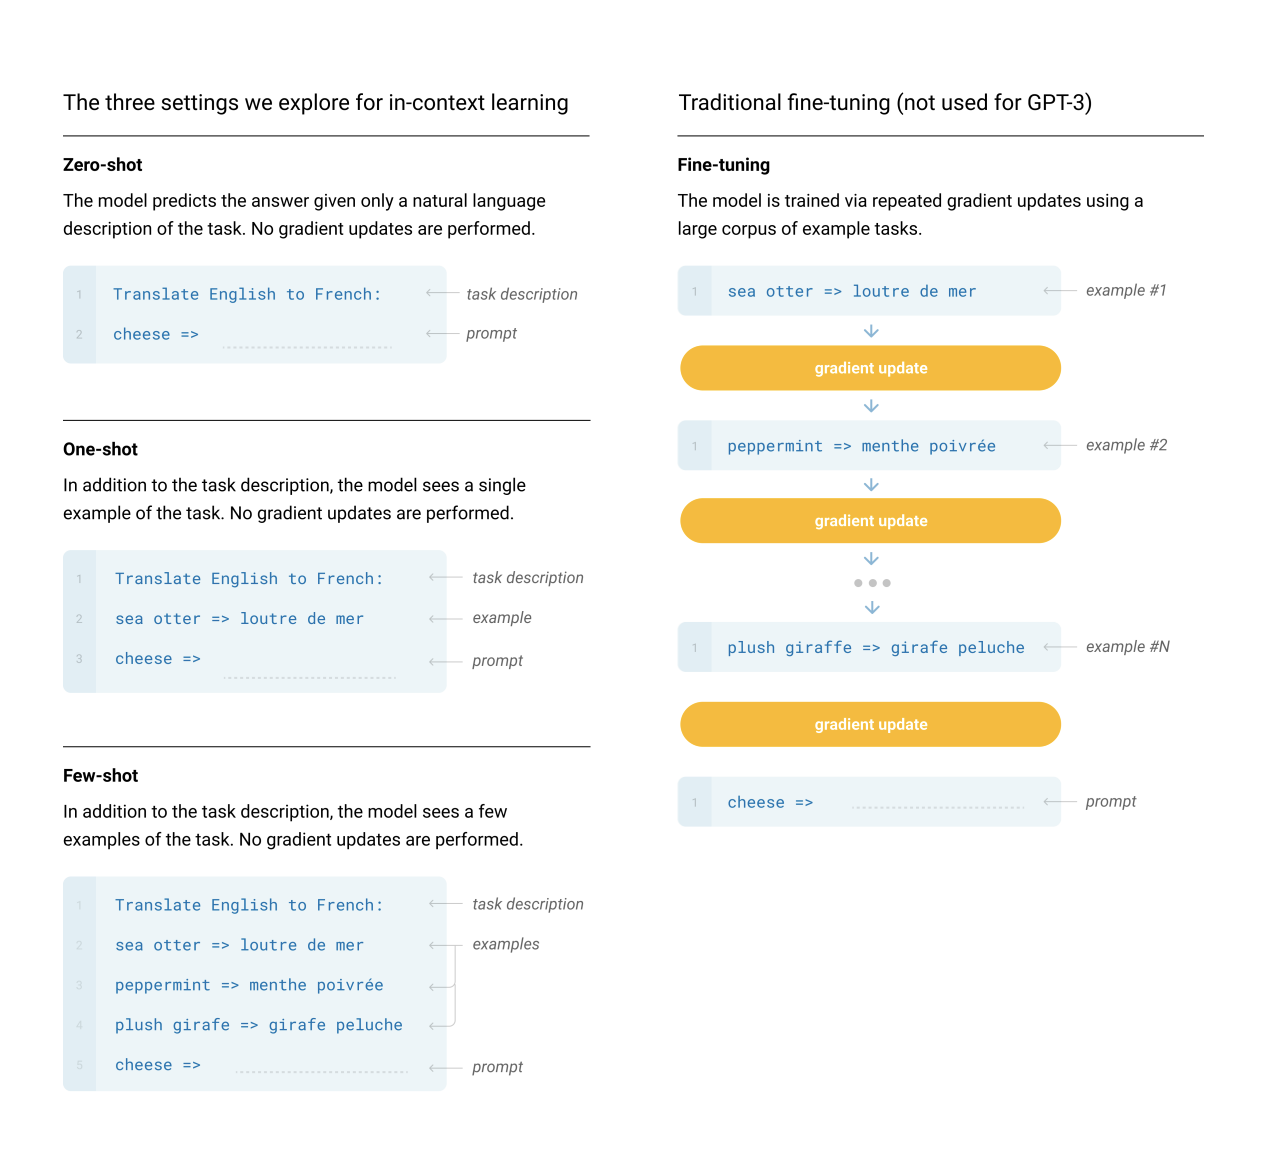 The three settings we explore for in-context learning
Zero-shot
The model predicts the answer given only a natural language
description of the task. No gradient updates are performed.
1 Translate English to French: task description
2 cheese => prompt
One-shot
In addition to the task description, the model sees a single
example of the task. No gradient updates are performed.
1 Translate English to French: task description
2 sea otter => loutre de mer example
3 cheese => prompt
Few-shot
In addition to the task description, the model sees a few
examples of the task. No gradient updates are performed.
1 Translate English to French: task description
2 sea otter => loutre de mer examples
3 peppermint => menthe poivrée
4 plush girafe => girafe peluche
5 cheese => prompt
Traditional fine-tuning (not used for GPT-3)
Fine-tuning
The model is trained via repeated gradient updates using a
large corpus of example tasks.
1 sea otter => loutre de mer example #1
gradient update
1 peppermint => menthe poivrée example #2
gradient update
1 plush giraffe => girafe peluche example #N
gradient update
1 cheese => prompt